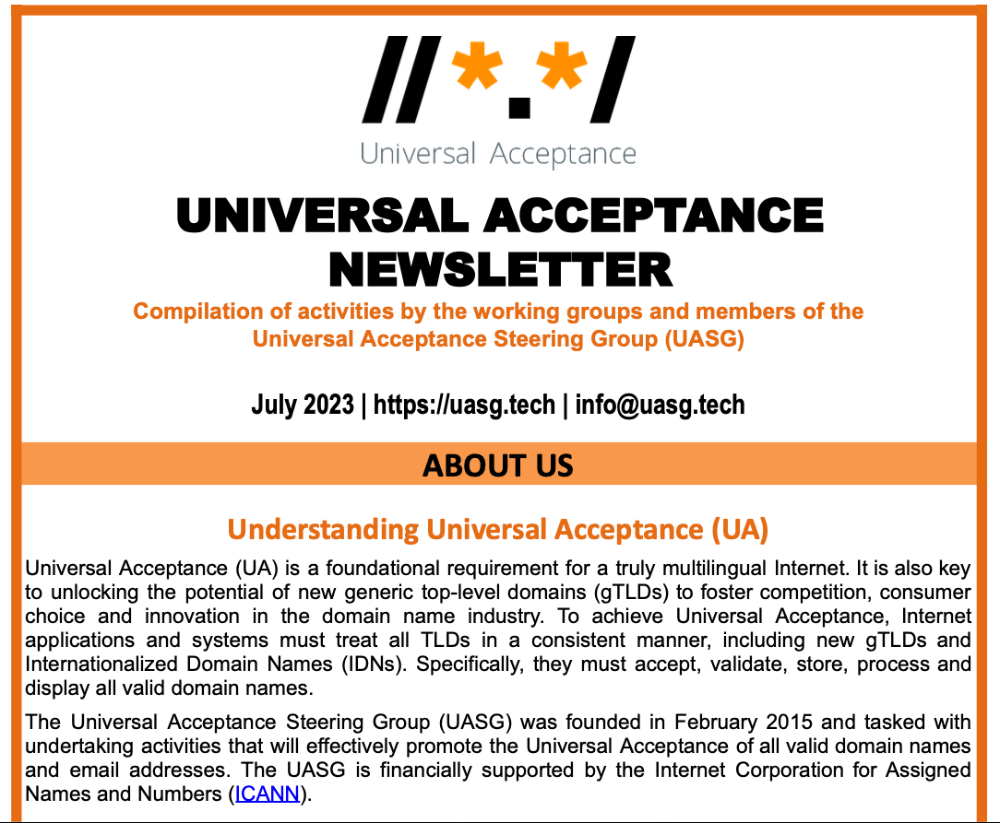 //*.*/
Universal Acceptance
UNIVERSAL ACCEPTANCE
NEWSLETTER
Compilation of activities by the working groups and members of the
Universal Acceptance Steering Group (UASG)
July 2023 | https://uasg.tech | info@uasg.tech
ABOUT US
Understanding Universal Acceptance (UA)
Universal Acceptance (UA) is a foundational requirement for a truly multilingual Internet. It is also key
to unlocking the potential of new generic top-level domains (gTLDs) to foster competition, consumer
choice and innovation in the domain name industry. To achieve Universal Acceptance, Internet
applications and systems must treat all TLDs in a consistent manner, including new gTLDs and
Internationalized Domain Names (IDNs). Specifically, they must accept, validate, store, process and
display all valid domain names.
The Universal Acceptance Steering Group (UASG) was founded in February 2015 and tasked with
undertaking activities that will effectively promote the Universal Acceptance of all valid domain names
and email addresses. The UASG is financially supported by the Internet Corporation for Assigned
Names and Numbers (ICANN).